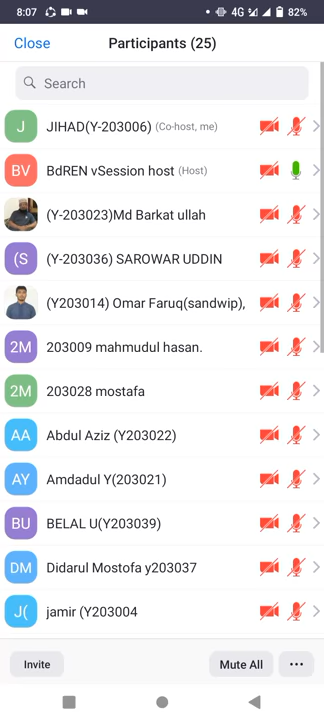 8:07 4G 82%
Close Participants (25)
Search
J JIHAD(Y-203006) (Co-host, me)
BV BdREN vSession host (Host)
(Y-203023)Md Barkat ullah
(S (Y-203036) SAROWAR UDDIN
(Y203014) Omar Faruq(sandwip),
2M 203009 mahmudul hasan.
2M 203028 mostafa
AA Abdul Aziz (Y203022)
AY Amdadul Y(203021)
BU BELAL U(Y203039)
DM Didarul Mostofa y203037
J( jamir (Y203004
Invite Mute All ...